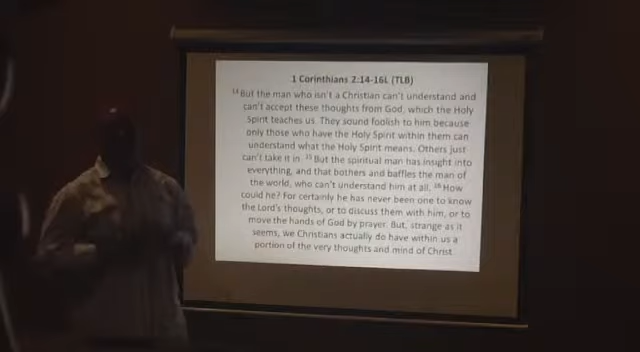 1 Corinthians 2:14-16L (TLB)
14 But the man who isn't a Christian can't understand and
can't accept these thoughts from God, which the Holy
Spirit teaches us. They sound foolish to him because
only those who have the Holy Spirit within them can
understand what the Holy Spirit means. Others just
can't take it in. 15 But the spiritual man has insight into
everything, and that bothers and baffles the man of
the world, who can't understand him at all. 16 How
could he? For certainly he has never been one to know
the Lord's thoughts, or to discuss them with him, or to
move the hands of God by prayer. But, strange as it
seems, we Christians actually do have within us a
portion of the very thoughts and mind of Christ.